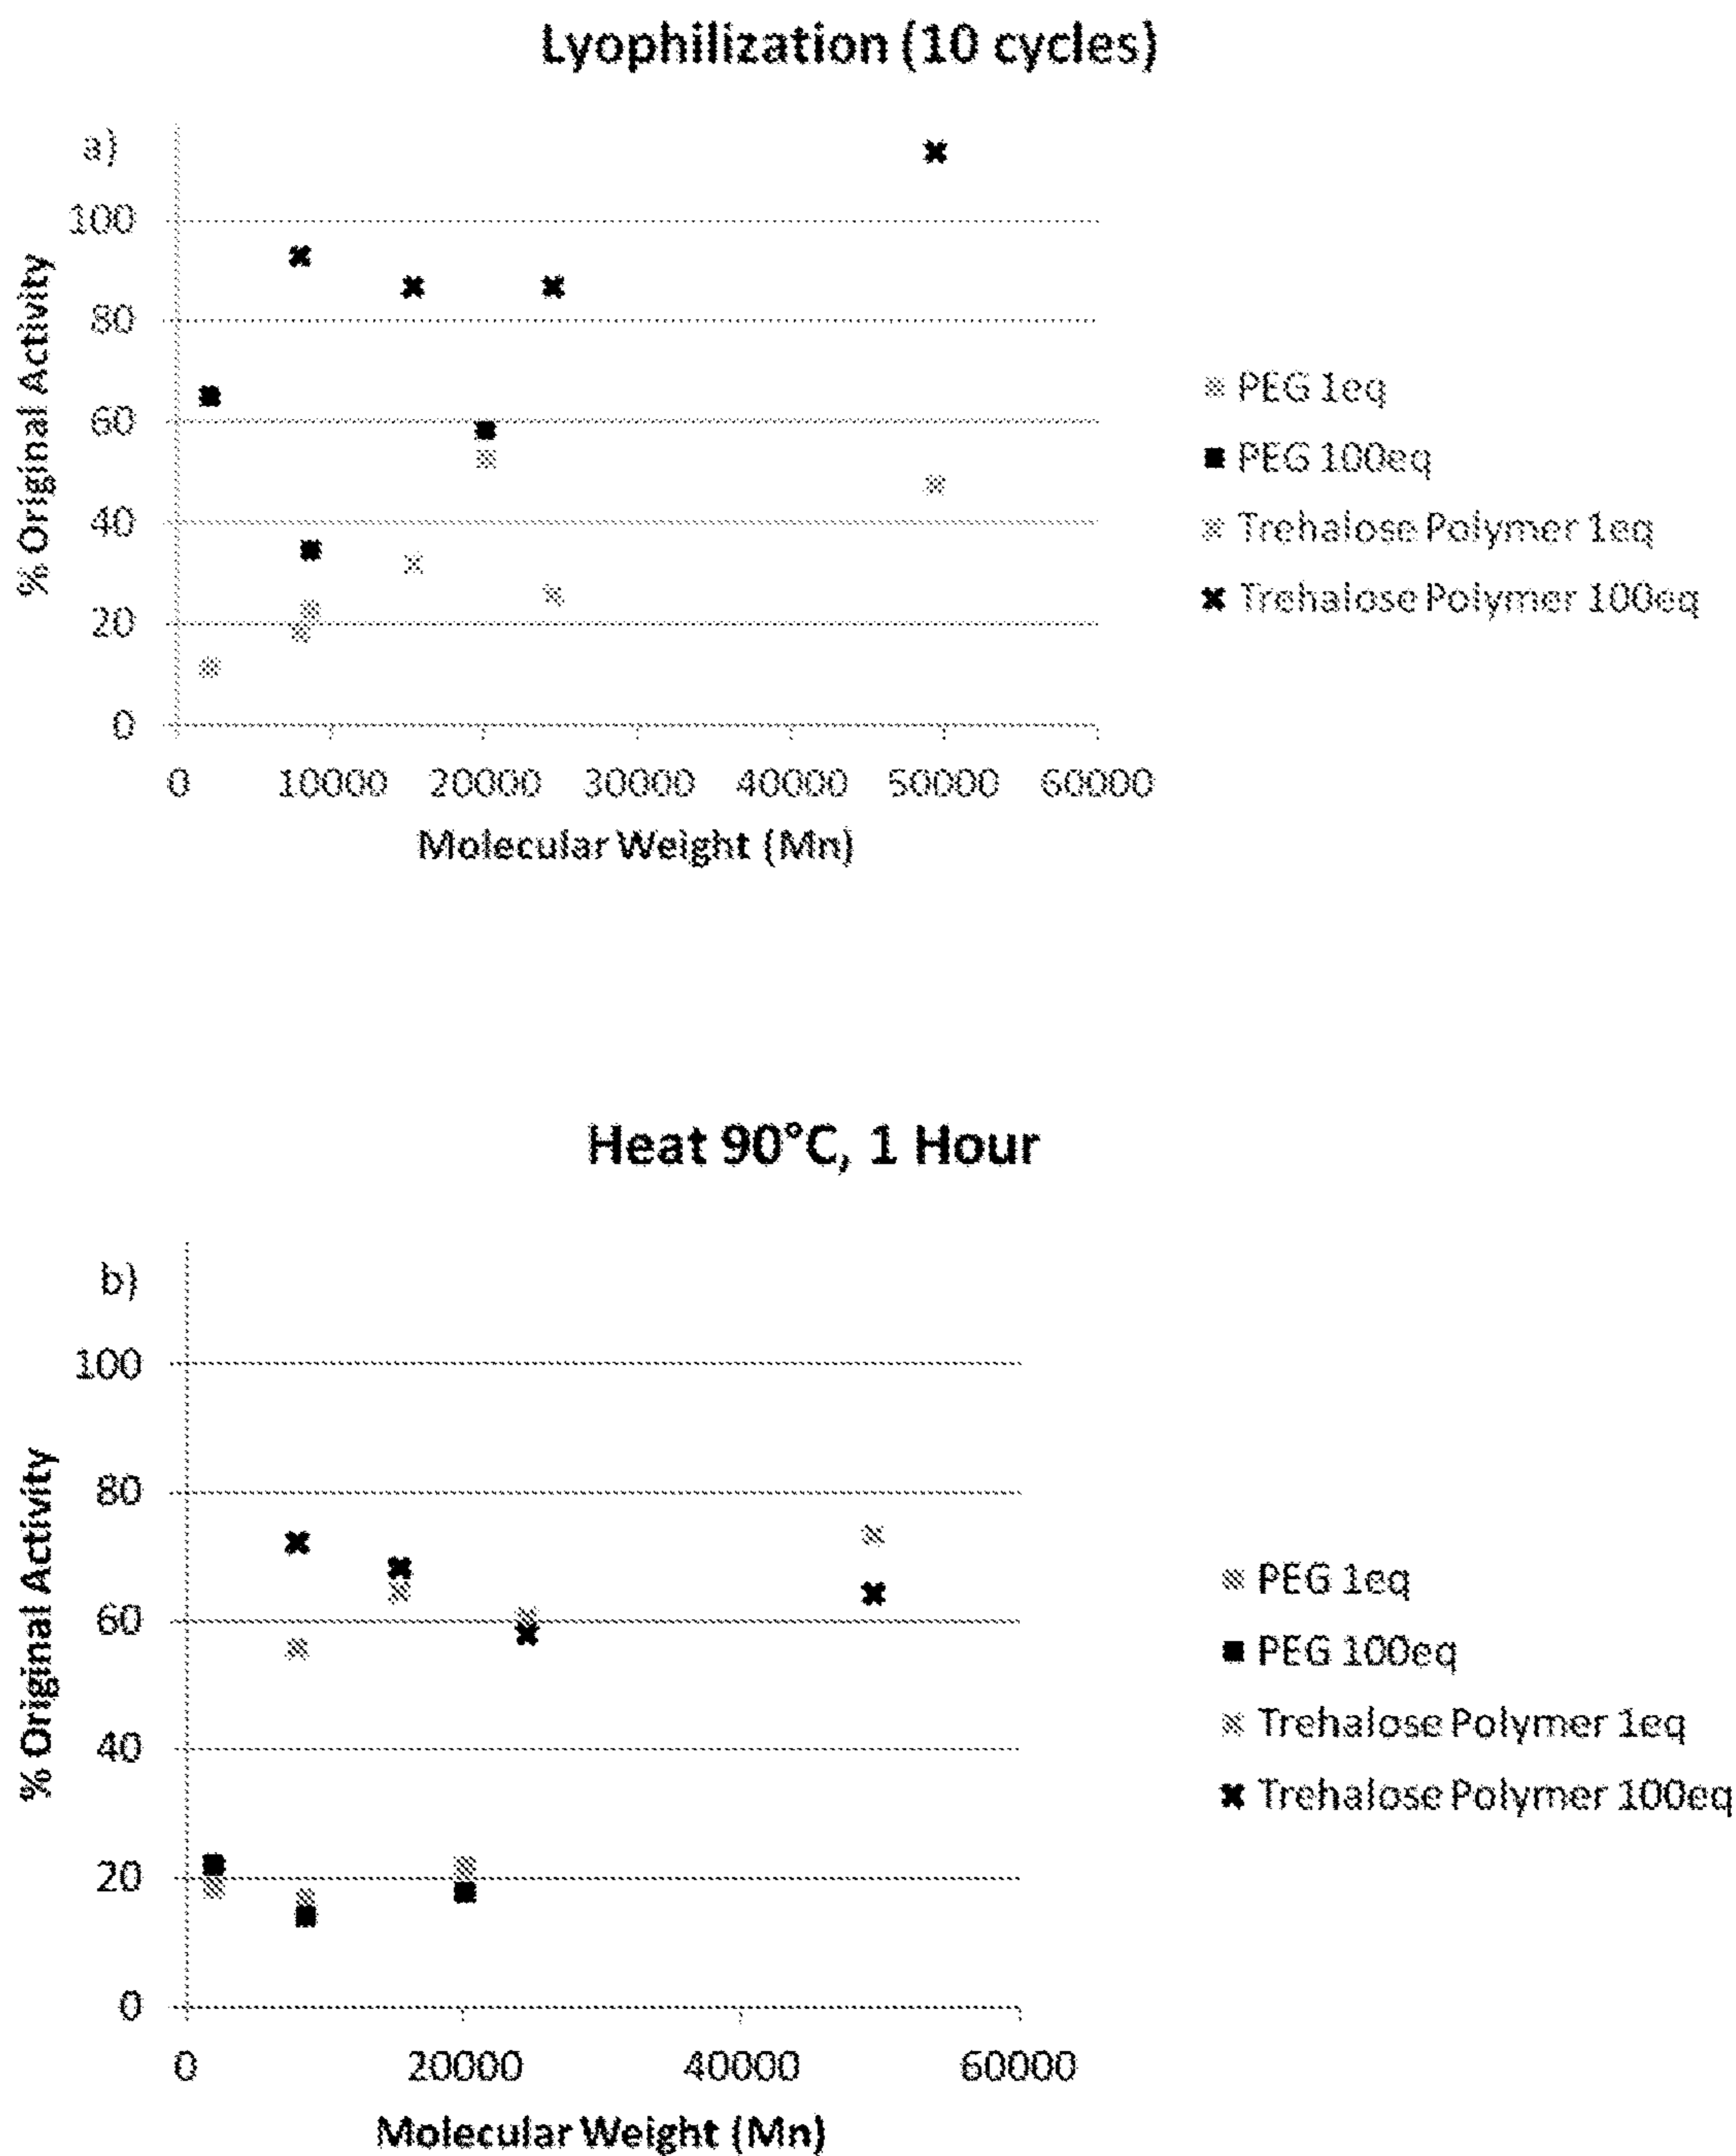 Lyophilization (10 cycles)
a)
100
80
60
40
20
0
% Original Activity
0 10000 20000 30000 40000 50000 60000
Molecular Weight (Mn)
PEG 1eq
PEG 100eq
Trehalose Polymer 1eq
Trehalose Polymer 100eq
Heat 90°C, 1 Hour
b)
100
80
60
40
20
0
% Original Activity
0 20000 40000 60000
Molecular Weight (Mn)
PEG 1eq
PEG 100eq
Trehalose Polymer 1eq
Trehalose Polymer 100eq